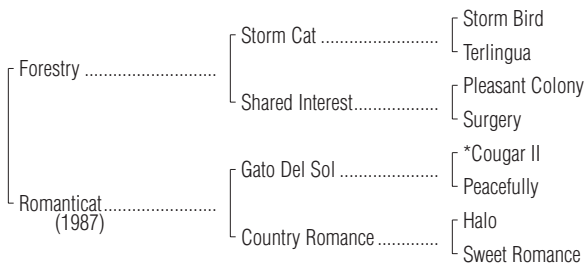 Storm Bird
Storm Cat ........................
Terlingua
Forestry ..........................
Pleasant Colony
Shared Interest.................
Surgery
*Cougar II
Gato Del Sol ....................
Peacefully
Romanticat......................
(1987)
Halo
Country Romance.............
Sweet Romance